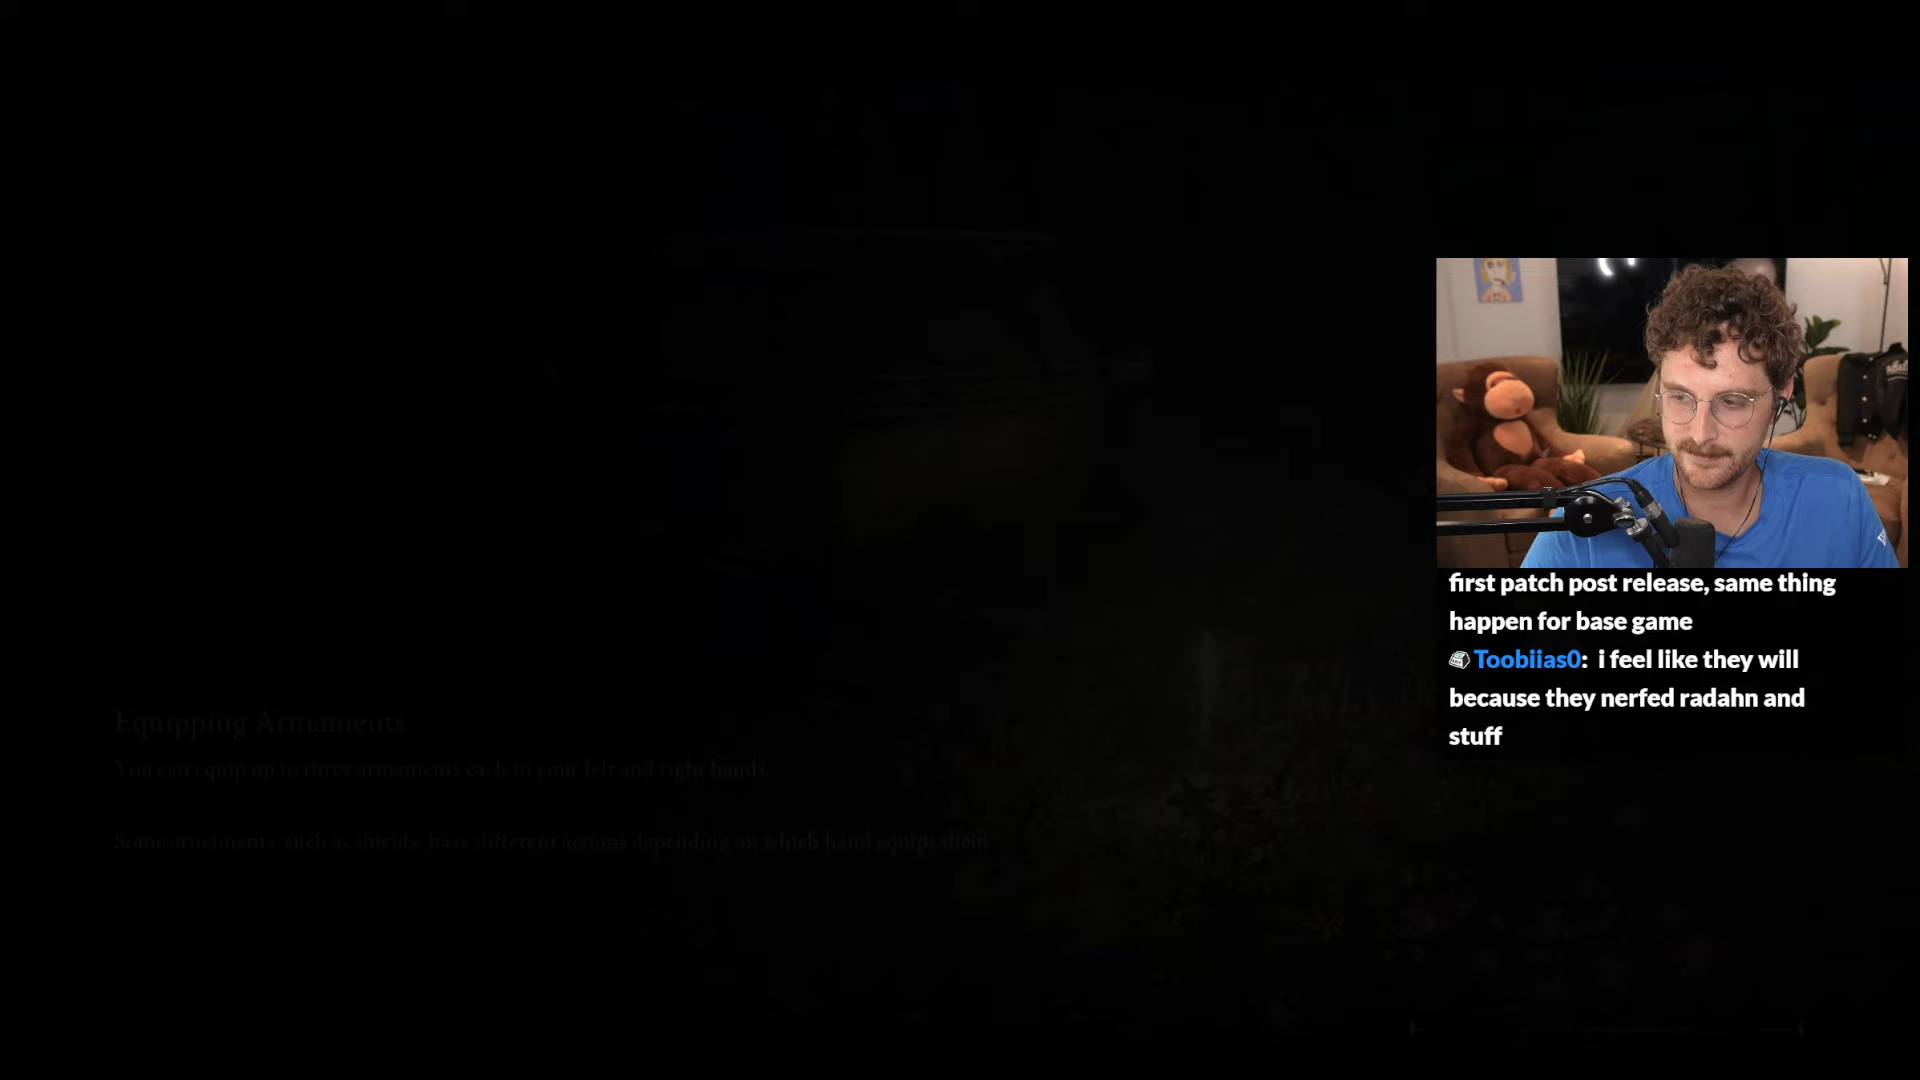 first patch post release, same thing
happen for base game
Toobiias0: i feel like they will
because they nerfed radahn and
stuff
Equipping Armaments
You can equip up to three armaments each to your left and right hands.
Some armaments, such as shields, have different actions depending on which hand equips them.